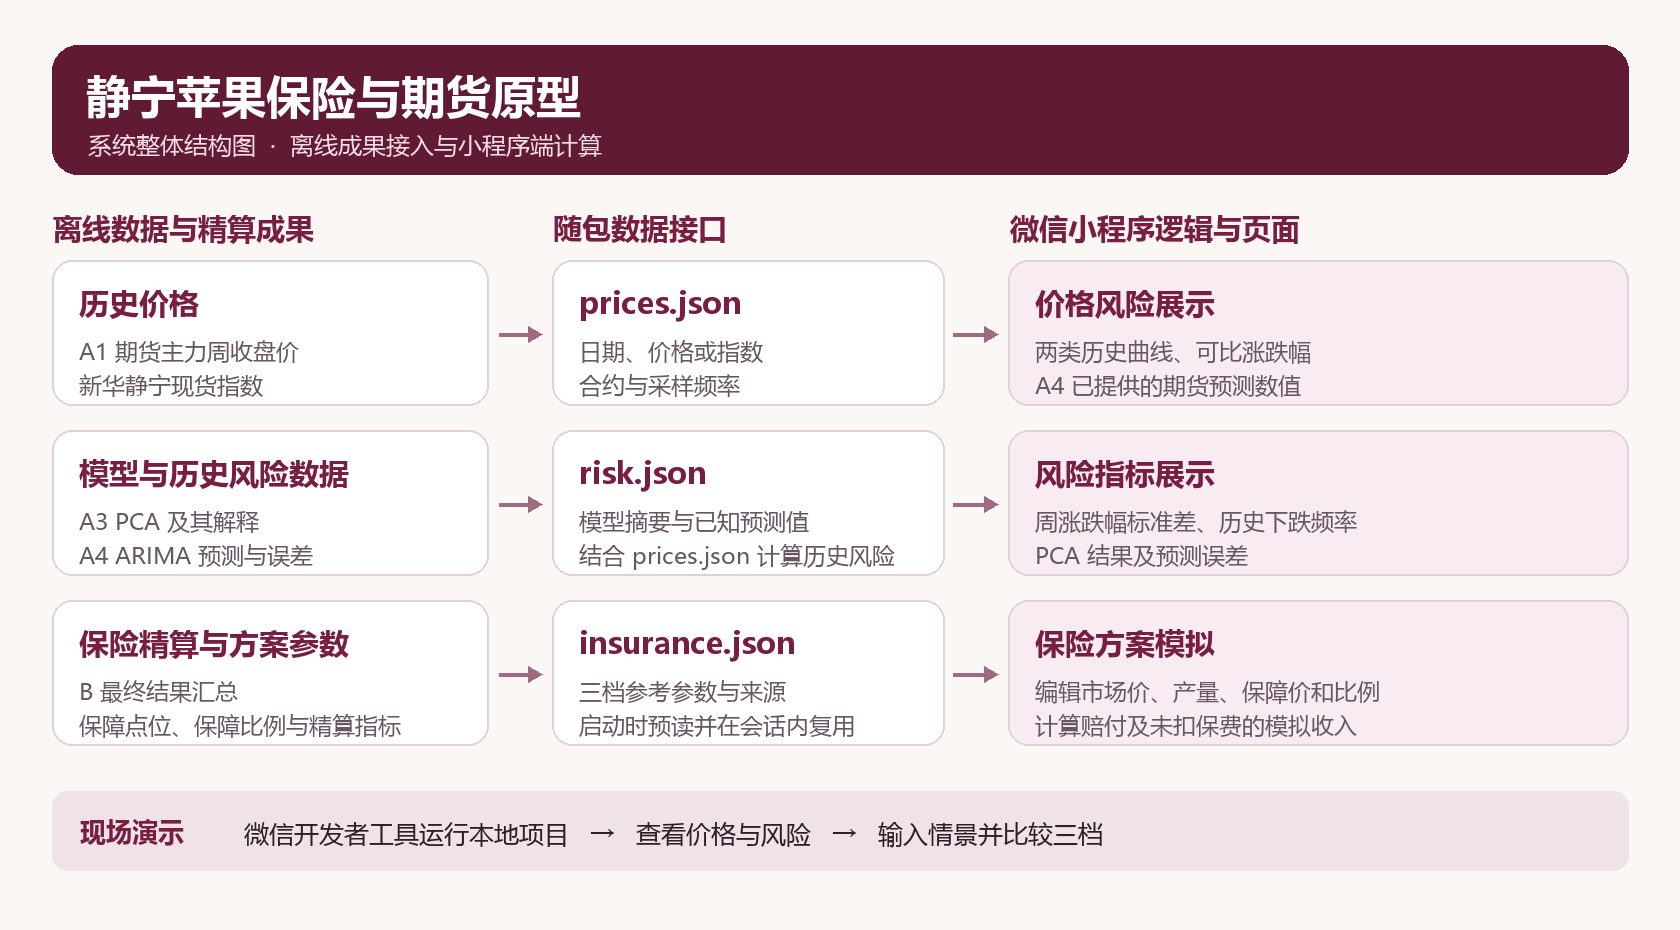 静宁苹果保险与期货原型
系统整体结构图 · 离线成果接入与小程序端计算
离线数据与精算成果
历史价格
A1 期货主力周收盘价
新华静宁现货指数
模型与历史风险数据
A3 PCA 及其解释
A4 ARIMA 预测与误差
保险精算与方案参数
B 最终结果汇总
保障点位、保障比例与精算指标
随包数据接口
prices.json
日期、价格或指数
合约与采样频率
risk.json
模型摘要与已知预测值
结合 prices.json 计算历史风险
insurance.json
三档参考参数与来源
启动时预读并在会话内复用
微信小程序逻辑与页面
价格风险展示
两类历史曲线、可比涨跌幅
A4 已提供的期货预测数值
风险指标展示
周涨跌幅标准差、历史下跌频率
PCA 结果及预测误差
保险方案模拟
编辑市场价、产量、保障价和比例
计算赔付及未扣保费的模拟收入
现场演示 微信开发者工具运行本地项目 → 查看价格与风险 → 输入情景并比较三档